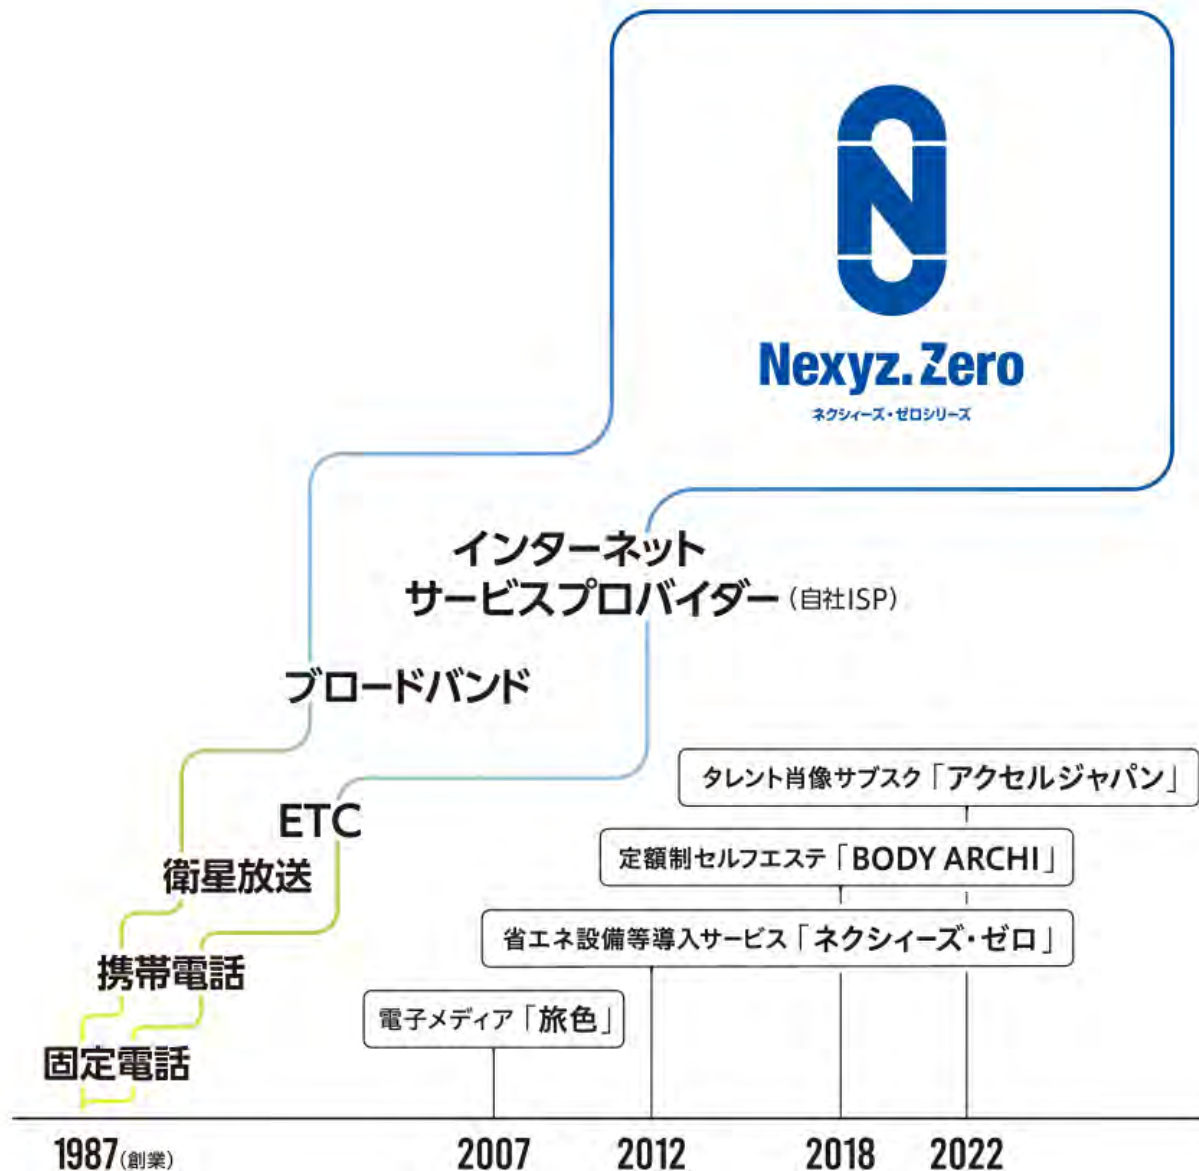 Nexyz.Zero
ネクシィーズ・ゼロシリーズ
インターネット
サービスプロバイダー（自社ISP）
ブロードバンド
ETC
衛星放送
携帯電話
固定電話
タレント肖像サブスク「アクセルジャパン」
定額制セルフエステ「BODY ARCHI」
省エネ設備等導入サービス「ネクシィーズ・ゼロ」
電子メディア「旅色」
1987(創業) 2007 2012 2018 2022